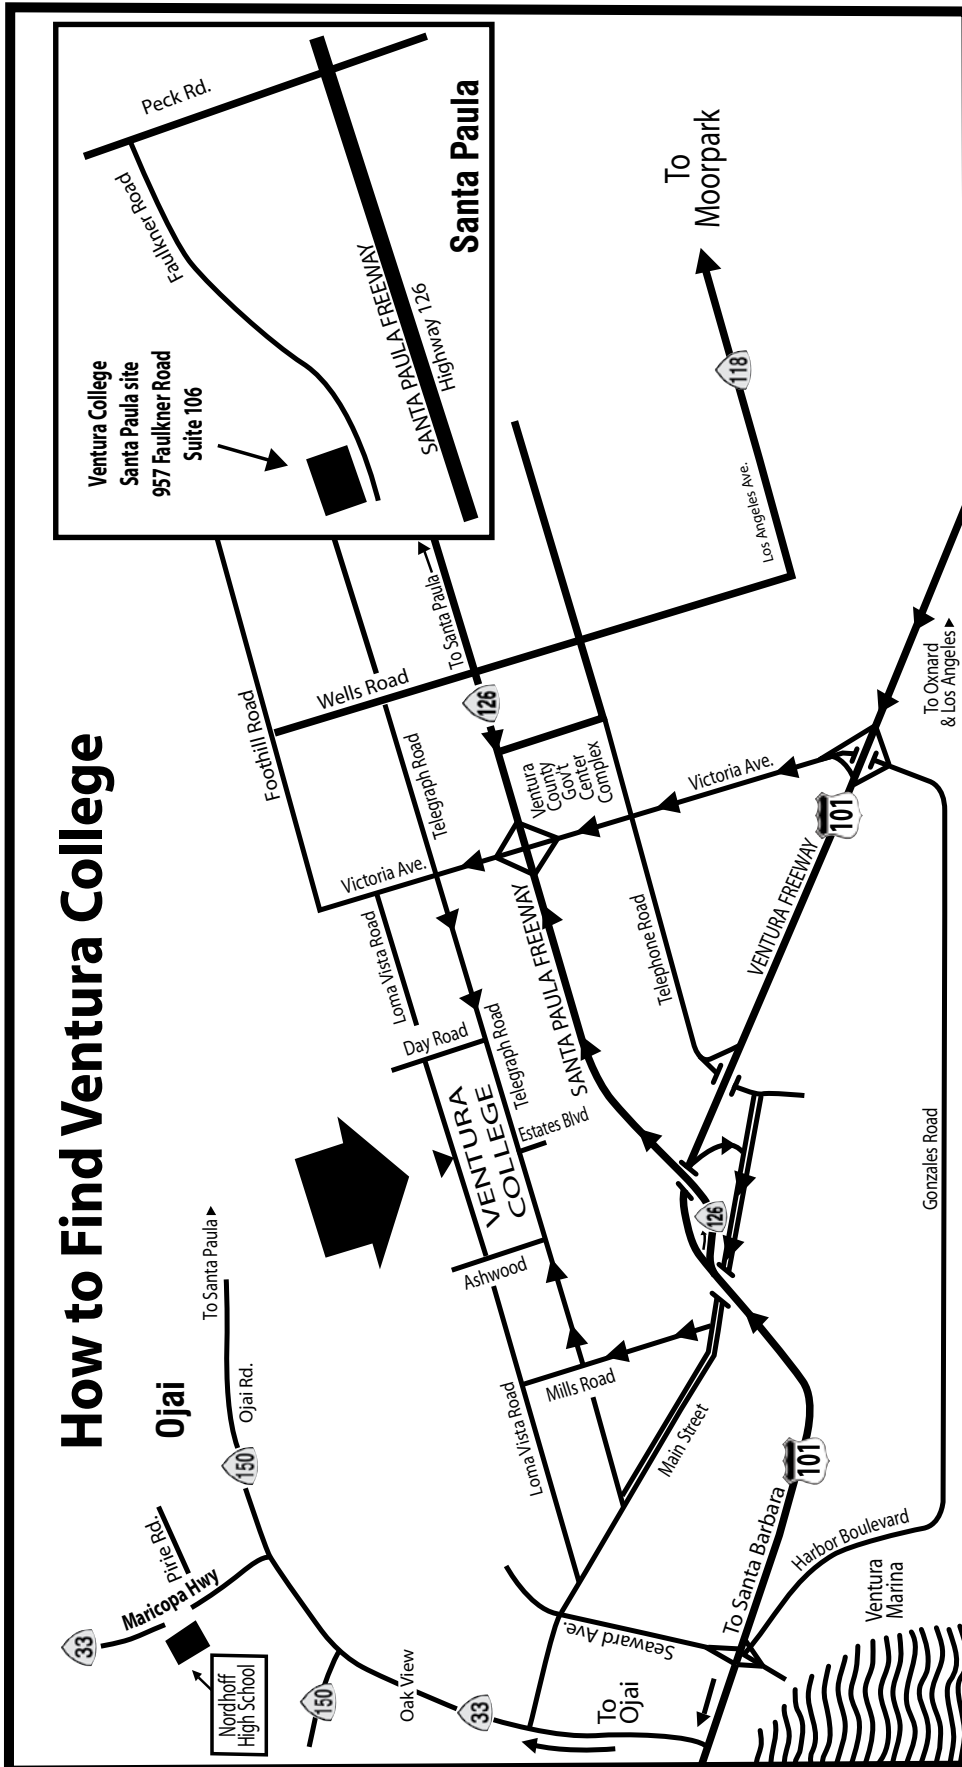 How to Find Ventura College
Ojai
33
Maricopa Hwy
Pirie Rd.
Nordhoff
High School
150
Ojai Rd.
To Santa Paula
150
Oak View
33
To
Ojai
Ventura College
Santa Paula site
957 Faulkner Road
Suite 106
Faulkner Road
Peck Rd.
SANTA PAULA FREEWAY
Highway 126
Santa Paula
Foothill Road
Wells Road
Telegraph Road
To Santa Paula
126
Victoria Ave.
Loma Vista Road
Day Road
VENTURA
COLLEGE
Telegraph Road
Estates Blvd
Ashwood
Loma Vista Road
Mills Road
Main Street
Seaward Ave.
SANTA PAULA FREEWAY
Ventura
County
Gov't
Center
Complex
Victoria Ave.
Telephone Road
126
VENTURA FREEWAY
101
Los Angeles Ave.
118
To
Moorpark
To Oxnard
& Los Angeles
To Santa Barbara
101
Harbor Boulevard
Gonzales Road
Ventura
Marina